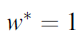 w* = 1